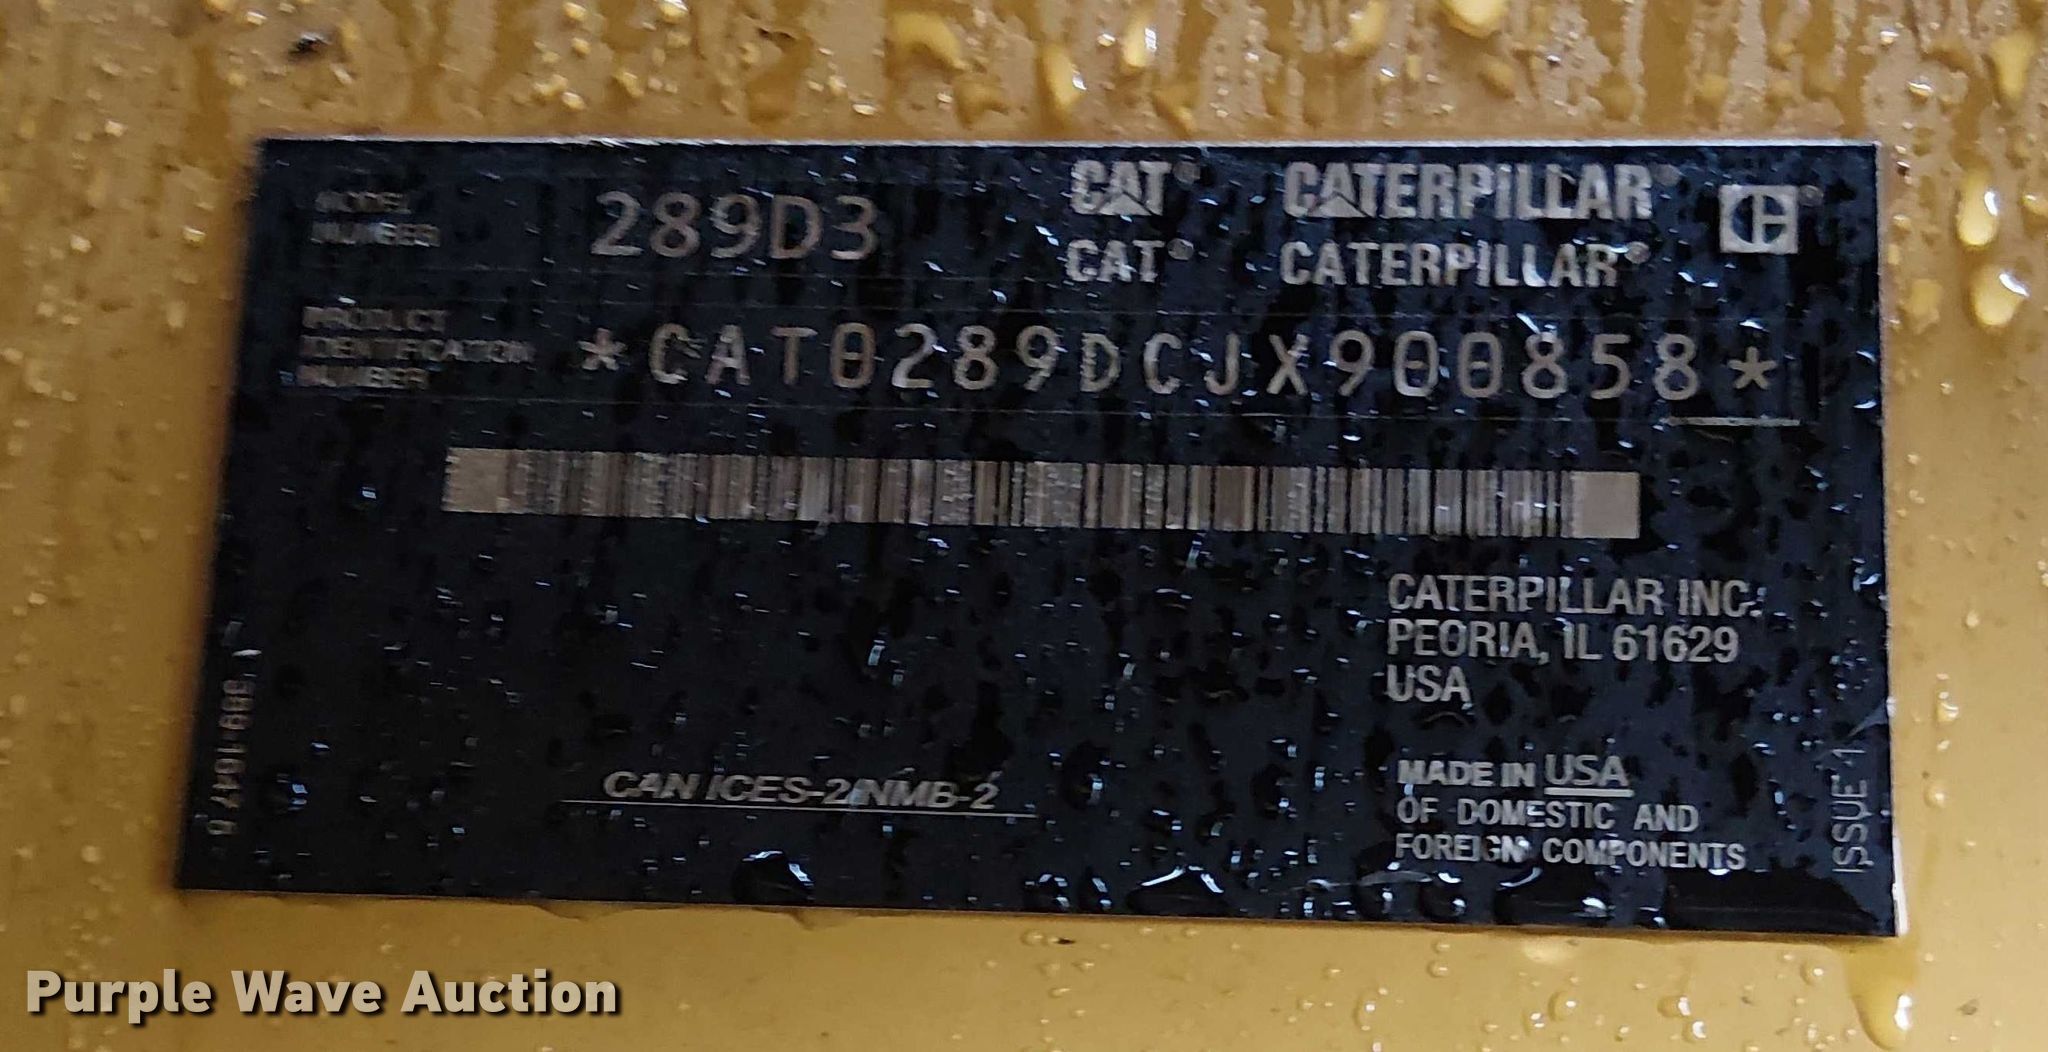 MODEL
NUMBER
289D3
CAT® CATERPILLAR®
CAT® CATERPILLAR®
PRODUCT
IDENTIFICATION
NUMBER
*CAT0289DCJX900858*
CATERPILLAR INC.
PEORIA, IL 61629
USA
CAN ICES-2/NMB-2
MADE IN USA
OF DOMESTIC AND
FOREIGN COMPONENTS
ISSUE 1
Purple Wave Auction